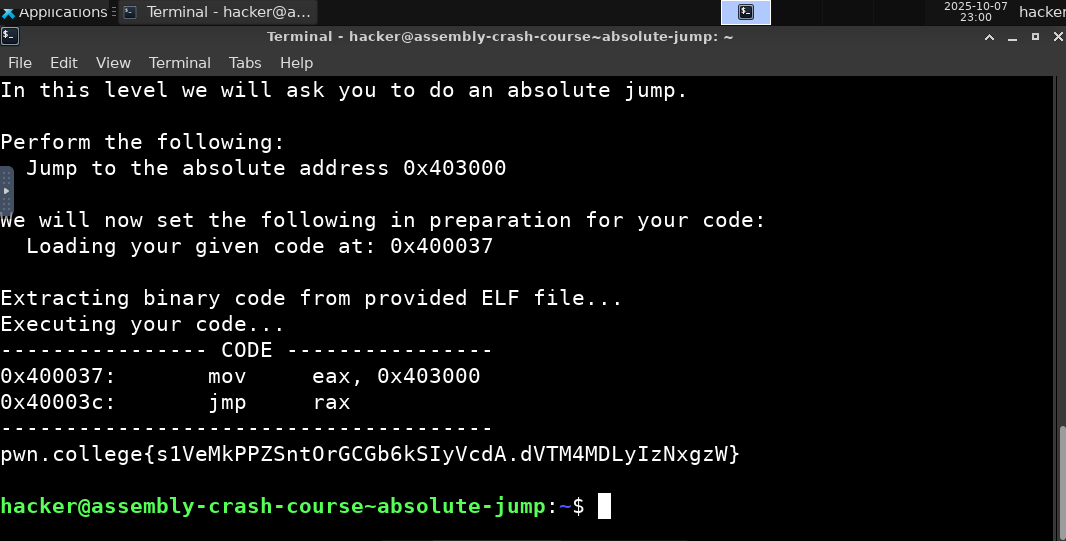 Applications
Terminal - hacker@a...
2025-10-07
23:00
hacker
Terminal - hacker@assembly-crash-course~absolute-jump: ~
File Edit View Terminal Tabs Help
In this level we will ask you to do an absolute jump.
Perform the following:
Jump to the absolute address 0x403000
We will now set the following in preparation for your code:
Loading your given code at: 0x400037
Extracting binary code from provided ELF file...
Executing your code...
---------------- CODE ----------------
0x400037: mov eax, 0x403000
0x40003c: jmp rax
--------------------------------------
pwn.college{s1VeMkPPZSntOrGCGb6kSIyVcdA.dVTM4MDLyIzNxgzW}
hacker@assembly-crash-course~absolute-jump:~$